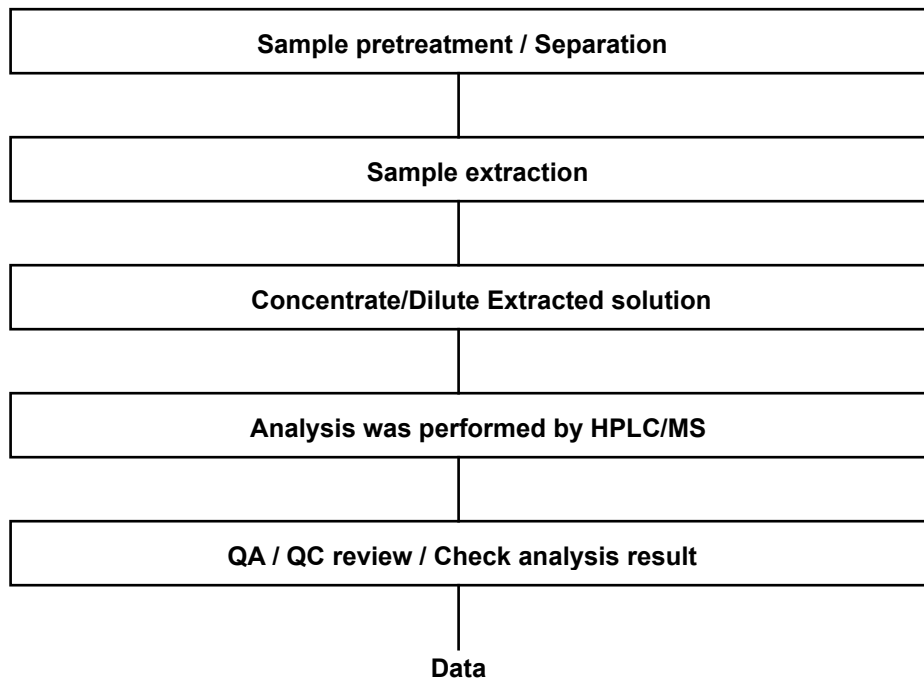 Sample pretreatment / Separation
Sample extraction
Concentrate/Dilute Extracted solution
Analysis was performed by HPLC/MS
QA / QC review / Check analysis result
Data